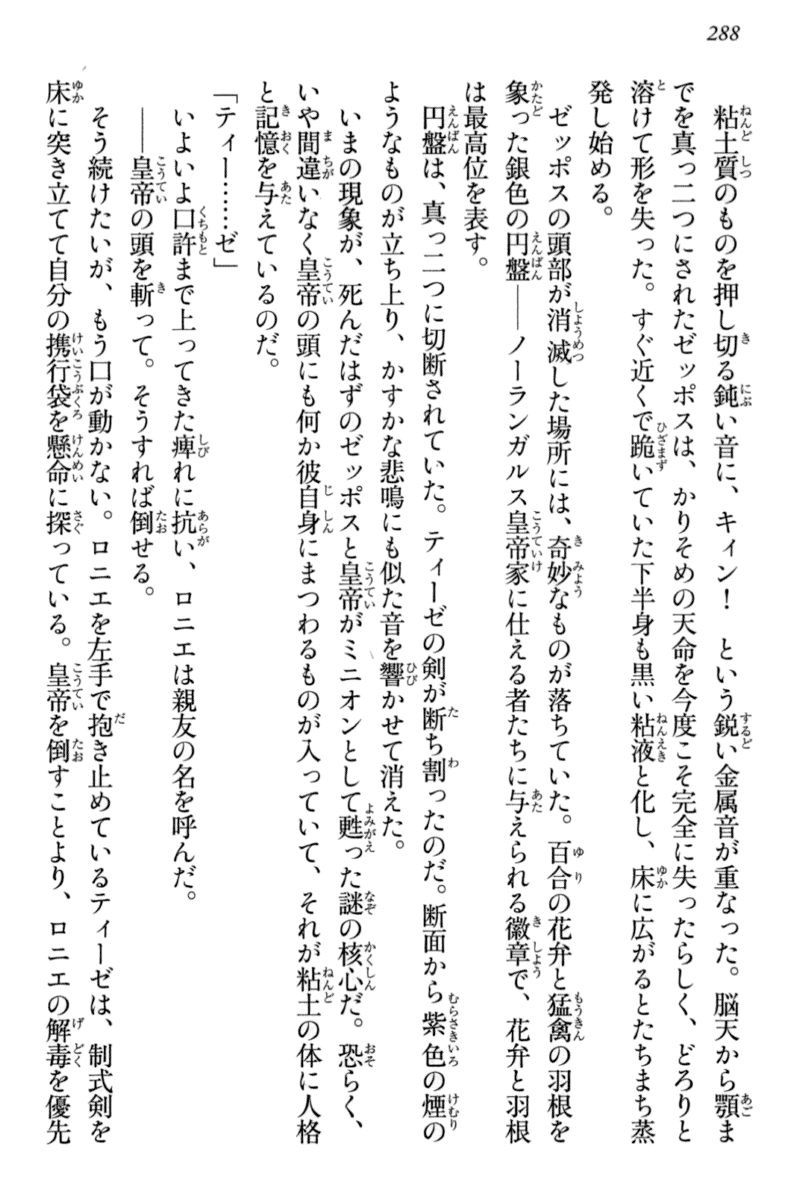 288
粘土質のものを押し切る鈍い音に、キィン！　という鋭い金属音が重なった。脳天から顎ま
でを真っ二つにされたゼッポスは、かりそめの天命を今度こそ完全に失ったらしく、どろりと
溶けて形を失った。すぐ近くで跪いていた下半身も黒い粘液と化し、床に広がるとたちまち蒸
発し始める。
　ゼッポスの頭部が消滅した場所には、奇妙なものが落ちていた。百合の花弁と猛禽の羽根を
象った銀色の円盤――ノーランガルス皇帝家に仕える者たちに与えられる徽章で、花弁と羽根
は最高位を表す。
　円盤は、真っ二つに切断されていた。ティーゼの剣が断ち割ったのだ。断面から紫色の煙の
ようなものが立ち上り、かすかな悲鳴にも似た音を響かせて消えた。
　いまの現象が、死んだはずのゼッポスと皇帝がミニオンとして甦った謎の核心だ。恐らく、
いや間違いなく皇帝の頭にも何か彼自身にまつわるものが入っていて、それが粘土の体に人格
と記憶を与えているのだ。
「ティー……ゼ」
　いよいよ口許まで上ってきた痺れに抗い、ロニエは親友の名を呼んだ。
　――皇帝の頭を斬って。そうすれば倒せる。
　そう続けたいが、もう口が動かない。ロニエを左手で抱き止めているティーゼは、制式剣を
床に突き立てて自分の携行袋を懸命に探っている。皇帝を倒すことより、ロニエの解毒を優先